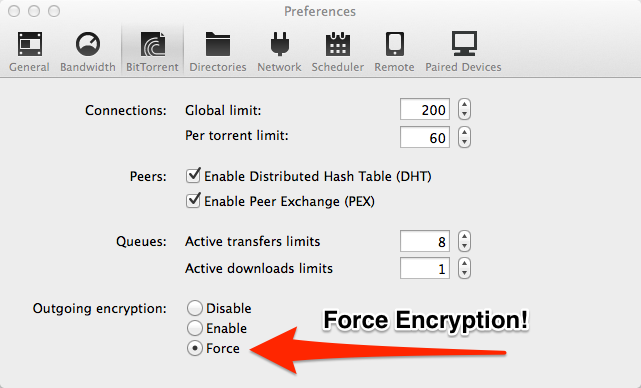 Preferences
General Bandwidth BitTorrent Directories Network Scheduler Remote Paired Devices
Connections: Global limit: 200
Per torrent limit: 60
Peers: Enable Distributed Hash Table (DHT)
Enable Peer Exchange (PEX)
Queues: Active transfers limits 8
Active downloads limits 1
Outgoing encryption: Disable
Enable
Force
Force Encryption!